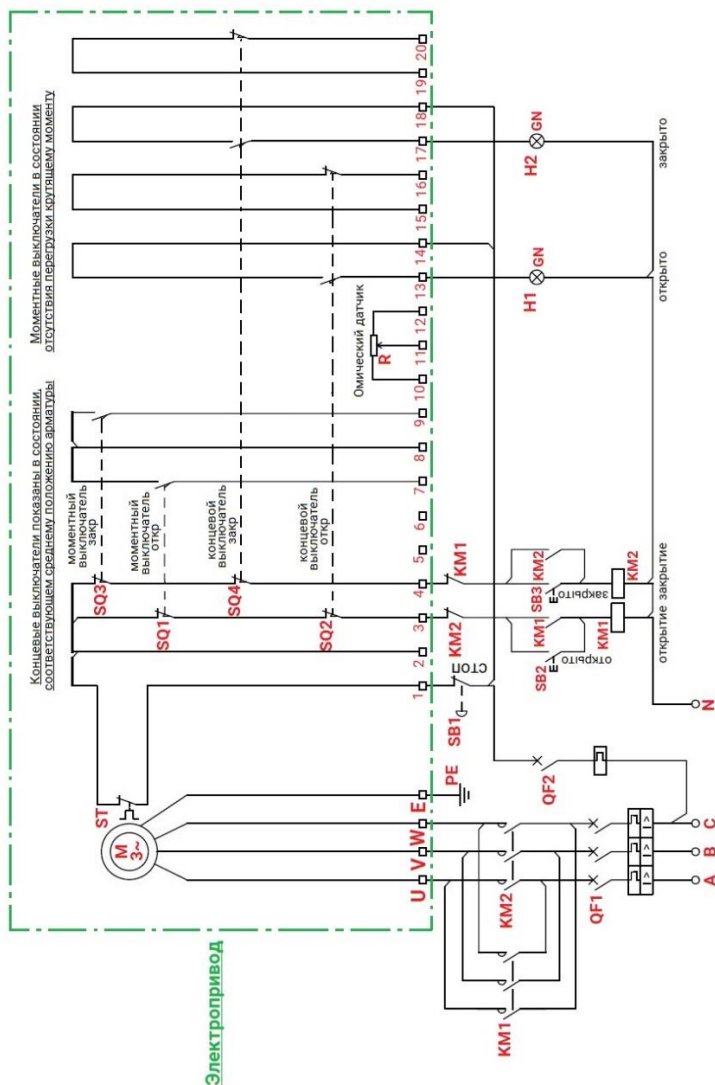 Электропривод
Концевые выключатели показаны в состоянии,
соответствующем среднему положению арматуры
Моментные выключатели в состоянии
отсутствия перегрузки крутящему моменту
M
3~
ST
SQ3
моментный
выключатель
закр
SQ1
моментный
выключатель
откр
SQ4
концевой
выключатель
закр
SQ2
концевой
выключатель
откр
Омический датчик
R
U
V
W
E
1
2
3
4
5
6
7
8
9
10
11
12
13
14
15
16
17
18
19
20
PE
SB1
СТОП
KM2
KM1
KM1
KM2
QF1
QF2
SB2
открыто
KM1
KM1
SB3
закрыто
KM2
KM2
H1
GN
H2
GN
открытие
закрытие
открыто
закрыто
I>
I>
I>
A
B
C
N